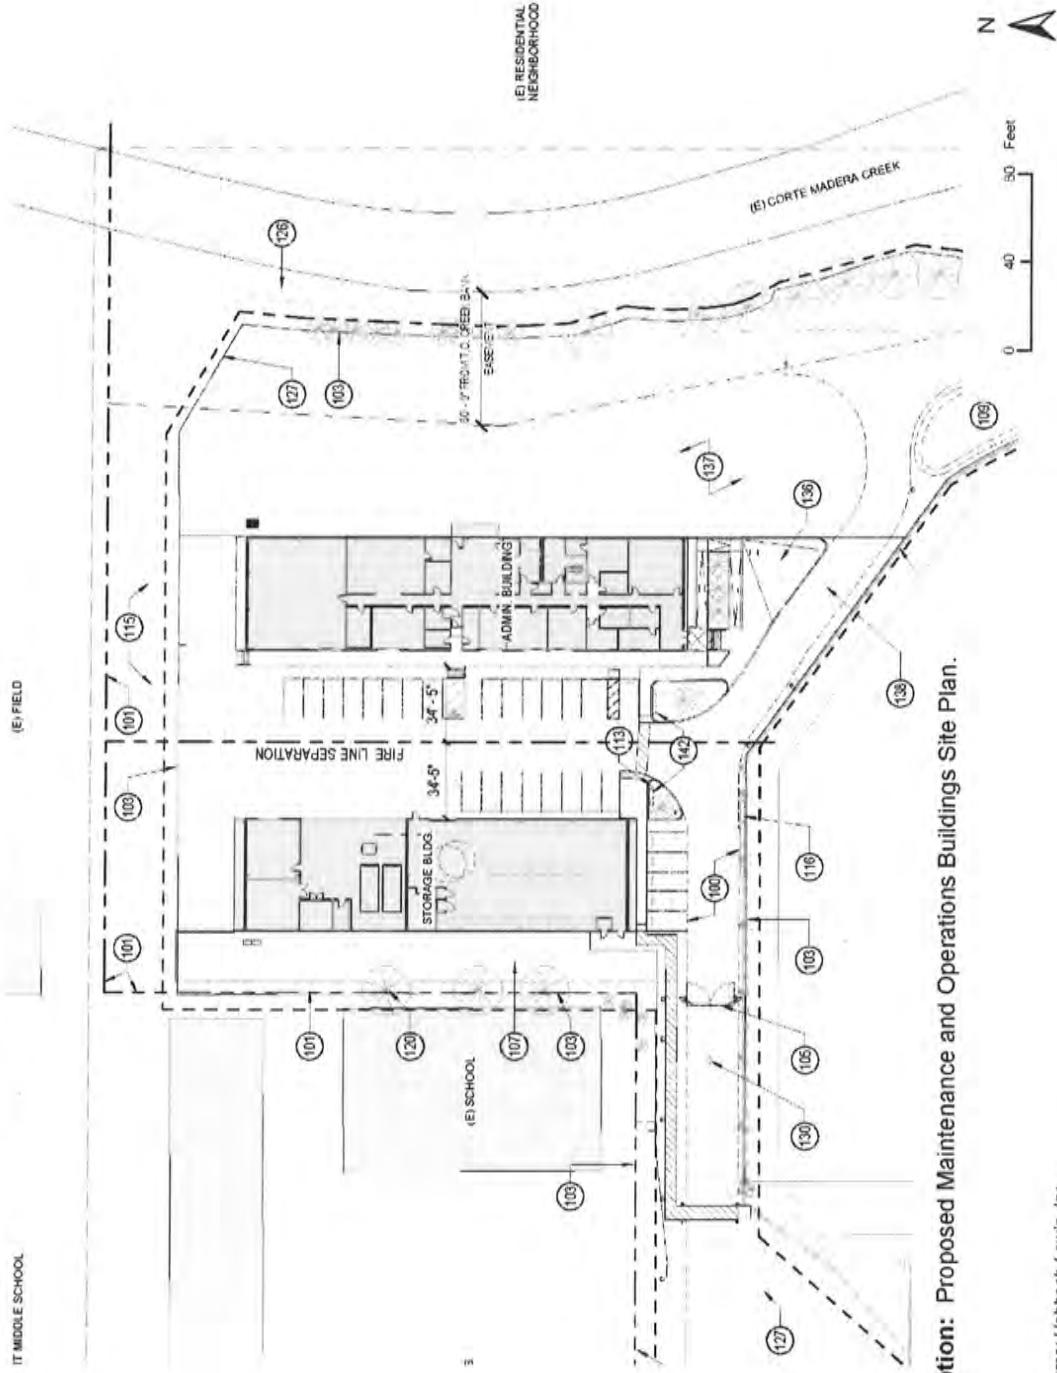 IT MIDDLE SCHOOL
(E) FIELD
(E) RESIDENTIAL
NEIGHBORHOOD
N
101
103
101
115
127
103
126
FIRE LINE SEPARATION
101
120
107
103
(E) SCHOOL
103
STORAGE BLDG.
34'-5"
34' - 5"
ADMIN. BUILDING
EASEMENT
(E) CORTE MADERA CREEK
113
142
137
136
100
116
103
105
130
127
138
109
0
40
80
Feet
tion: Proposed Maintenance and Operations Buildings Site Plan.